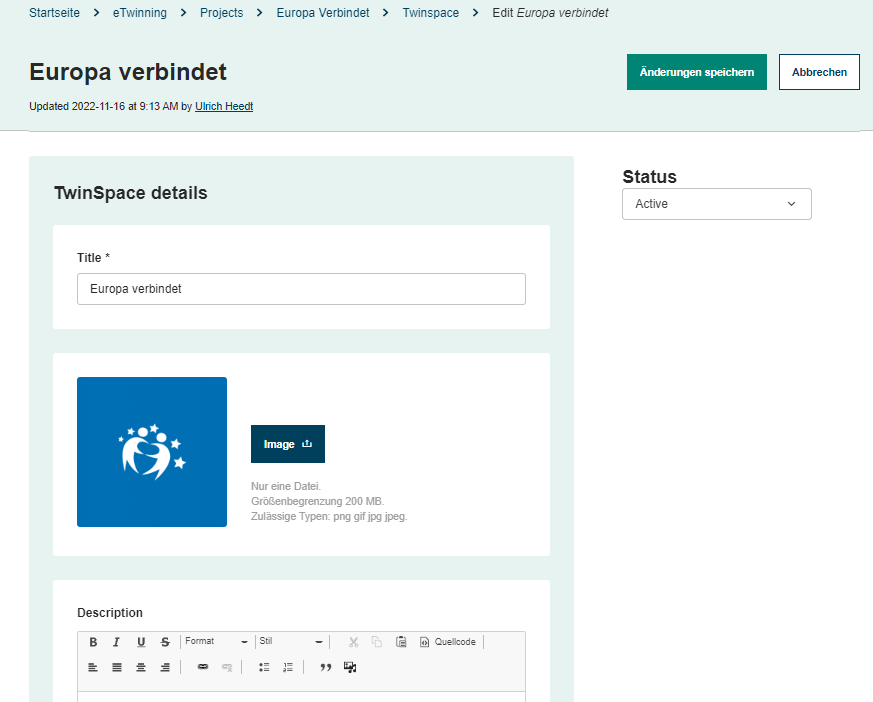 Startseite > eTwinning > Projects > Europa Verbindet > Twinspace > Edit Europa verbindet
Europa verbindet
Änderungen speichern
Abbrechen
Updated 2022-11-16 at 9:13 AM by Ulrich Heedt
TwinSpace details
Status
Active
Title *
Europa verbindet
Image
Nur eine Datei.
Größenbegrenzung 200 MB.
Zulässige Typen: png gif jpg jpeg.
Description
B I U S Format Stil Quellcode